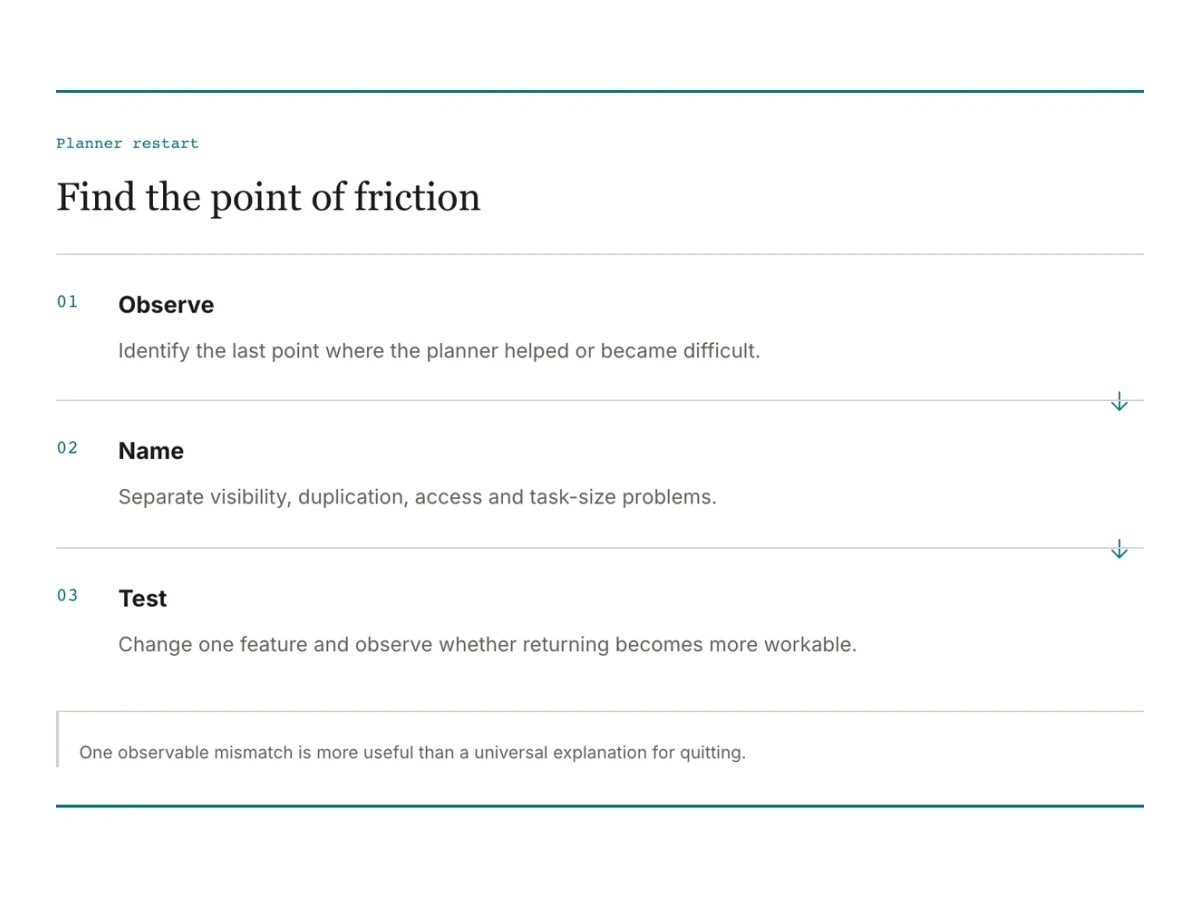 Planner restart
Find the point of friction
01
Observe
Identify the last point where the planner helped or became difficult.
02
Name
Separate visibility, duplication, access and task-size problems.
03
Test
Change one feature and observe whether returning becomes more workable.
One observable mismatch is more useful than a universal explanation for quitting.